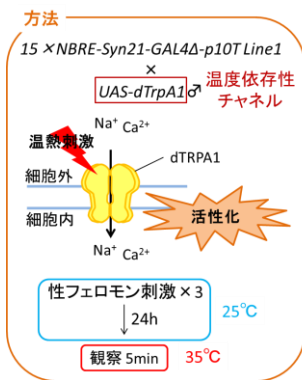 方法
15 ×NBRE-Syn21-GAL4Δ-p10T Line1
×
UAS-dTrpA1♂ 温度依存性
チャネル
Na⁺ Ca²⁺
温熱刺激
dTRPA1
細胞外
細胞内
活性化
Na⁺ Ca²⁺
性フェロモン刺激×3
↓24h
25℃
観察 5min 35℃